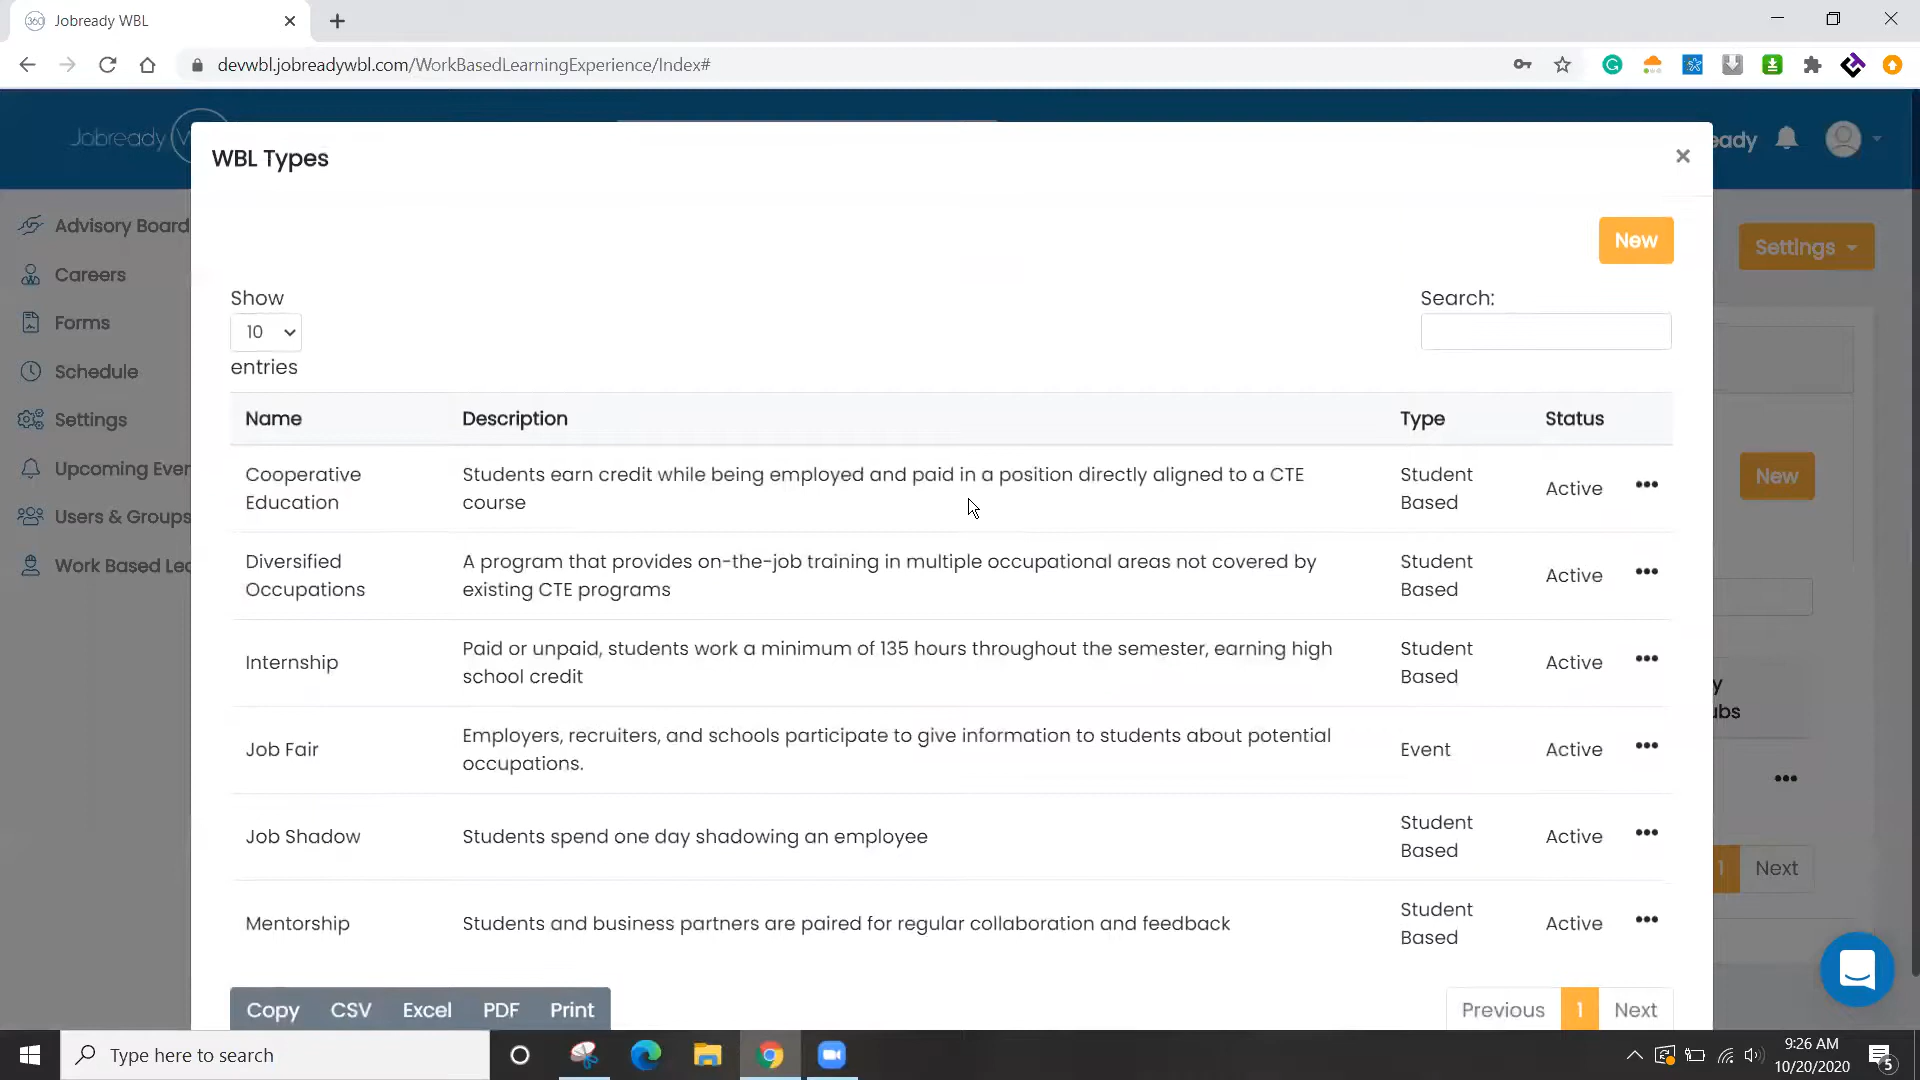 Jobready WBL
devwbl.jobreadywbl.com/WorkBasedLearningExperience/Index#
Jobready
WBL Types
New
Settings
Advisory Board
Careers
Forms
Schedule
Settings
Users & Groups
Show
10
entries
Search:
Name Description Type Status
Cooperative Education
Students earn credit while being employed and paid in a position directly aligned to a CTE
course
Student
Based
Active
Diversified
Occupations
A program that provides on-the-job training in multiple occupational areas not covered by
existing CTE programs
Student
Based
Active
Internship
Paid or unpaid, students work a minimum of 135 hours throughout the semester, earning high
school credit
Student
Based
Active
Job Fair
Employers, recruiters, and schools participate to give information to students about potential
occupations.
Event
Active
Job Shadow
Students spend one day shadowing an employee
Student
Based
Active
Mentorship
Students and business partners are paired for regular collaboration and feedback
Student
Based
Active
Copy CSV Excel PDF Print
Previous 1 Next
New
1 Next
Type here to search
9:26 AM
10/20/2020
5